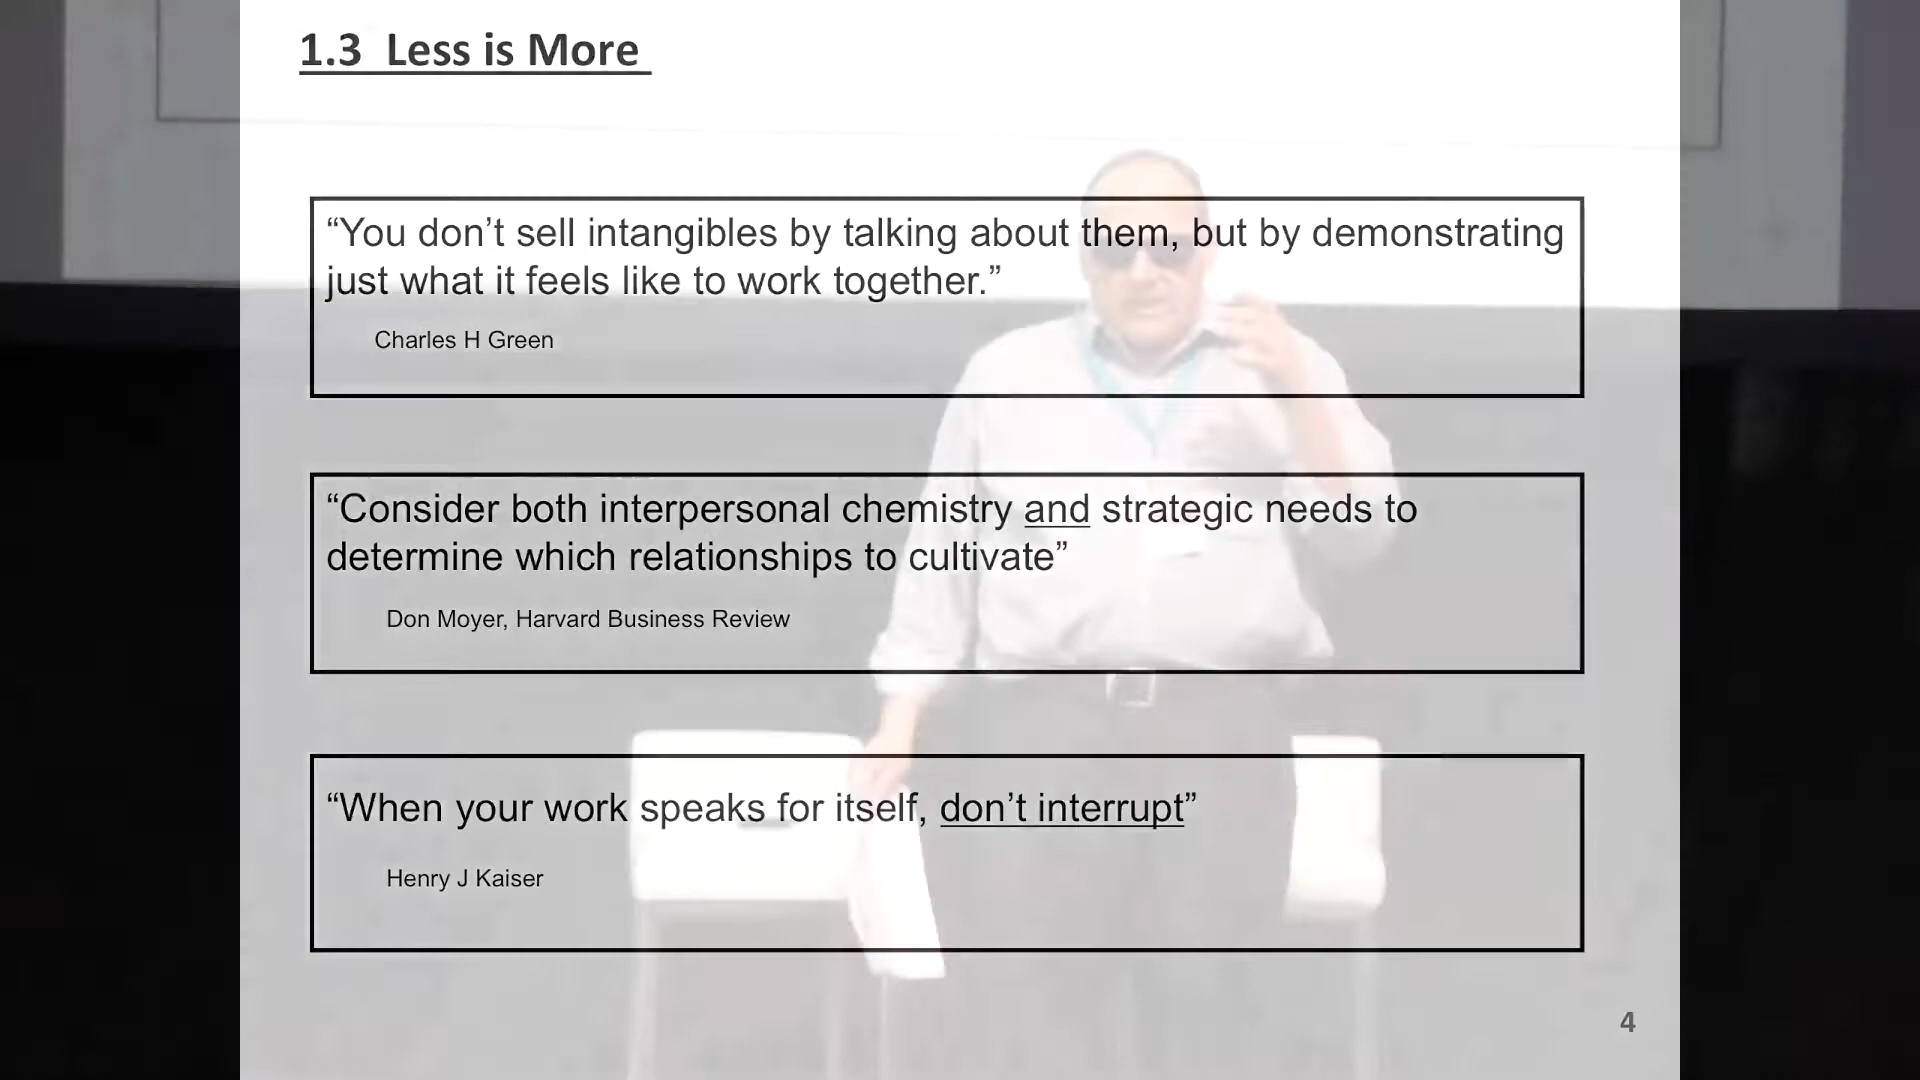 1.3 Less is More
“You don’t sell intangibles by talking about them, but by demonstrating
just what it feels like to work together.”
Charles H Green
“Consider both interpersonal chemistry and strategic needs to
determine which relationships to cultivate”
Don Moyer, Harvard Business Review
“When your work speaks for itself, don’t interrupt”
Henry J Kaiser
4